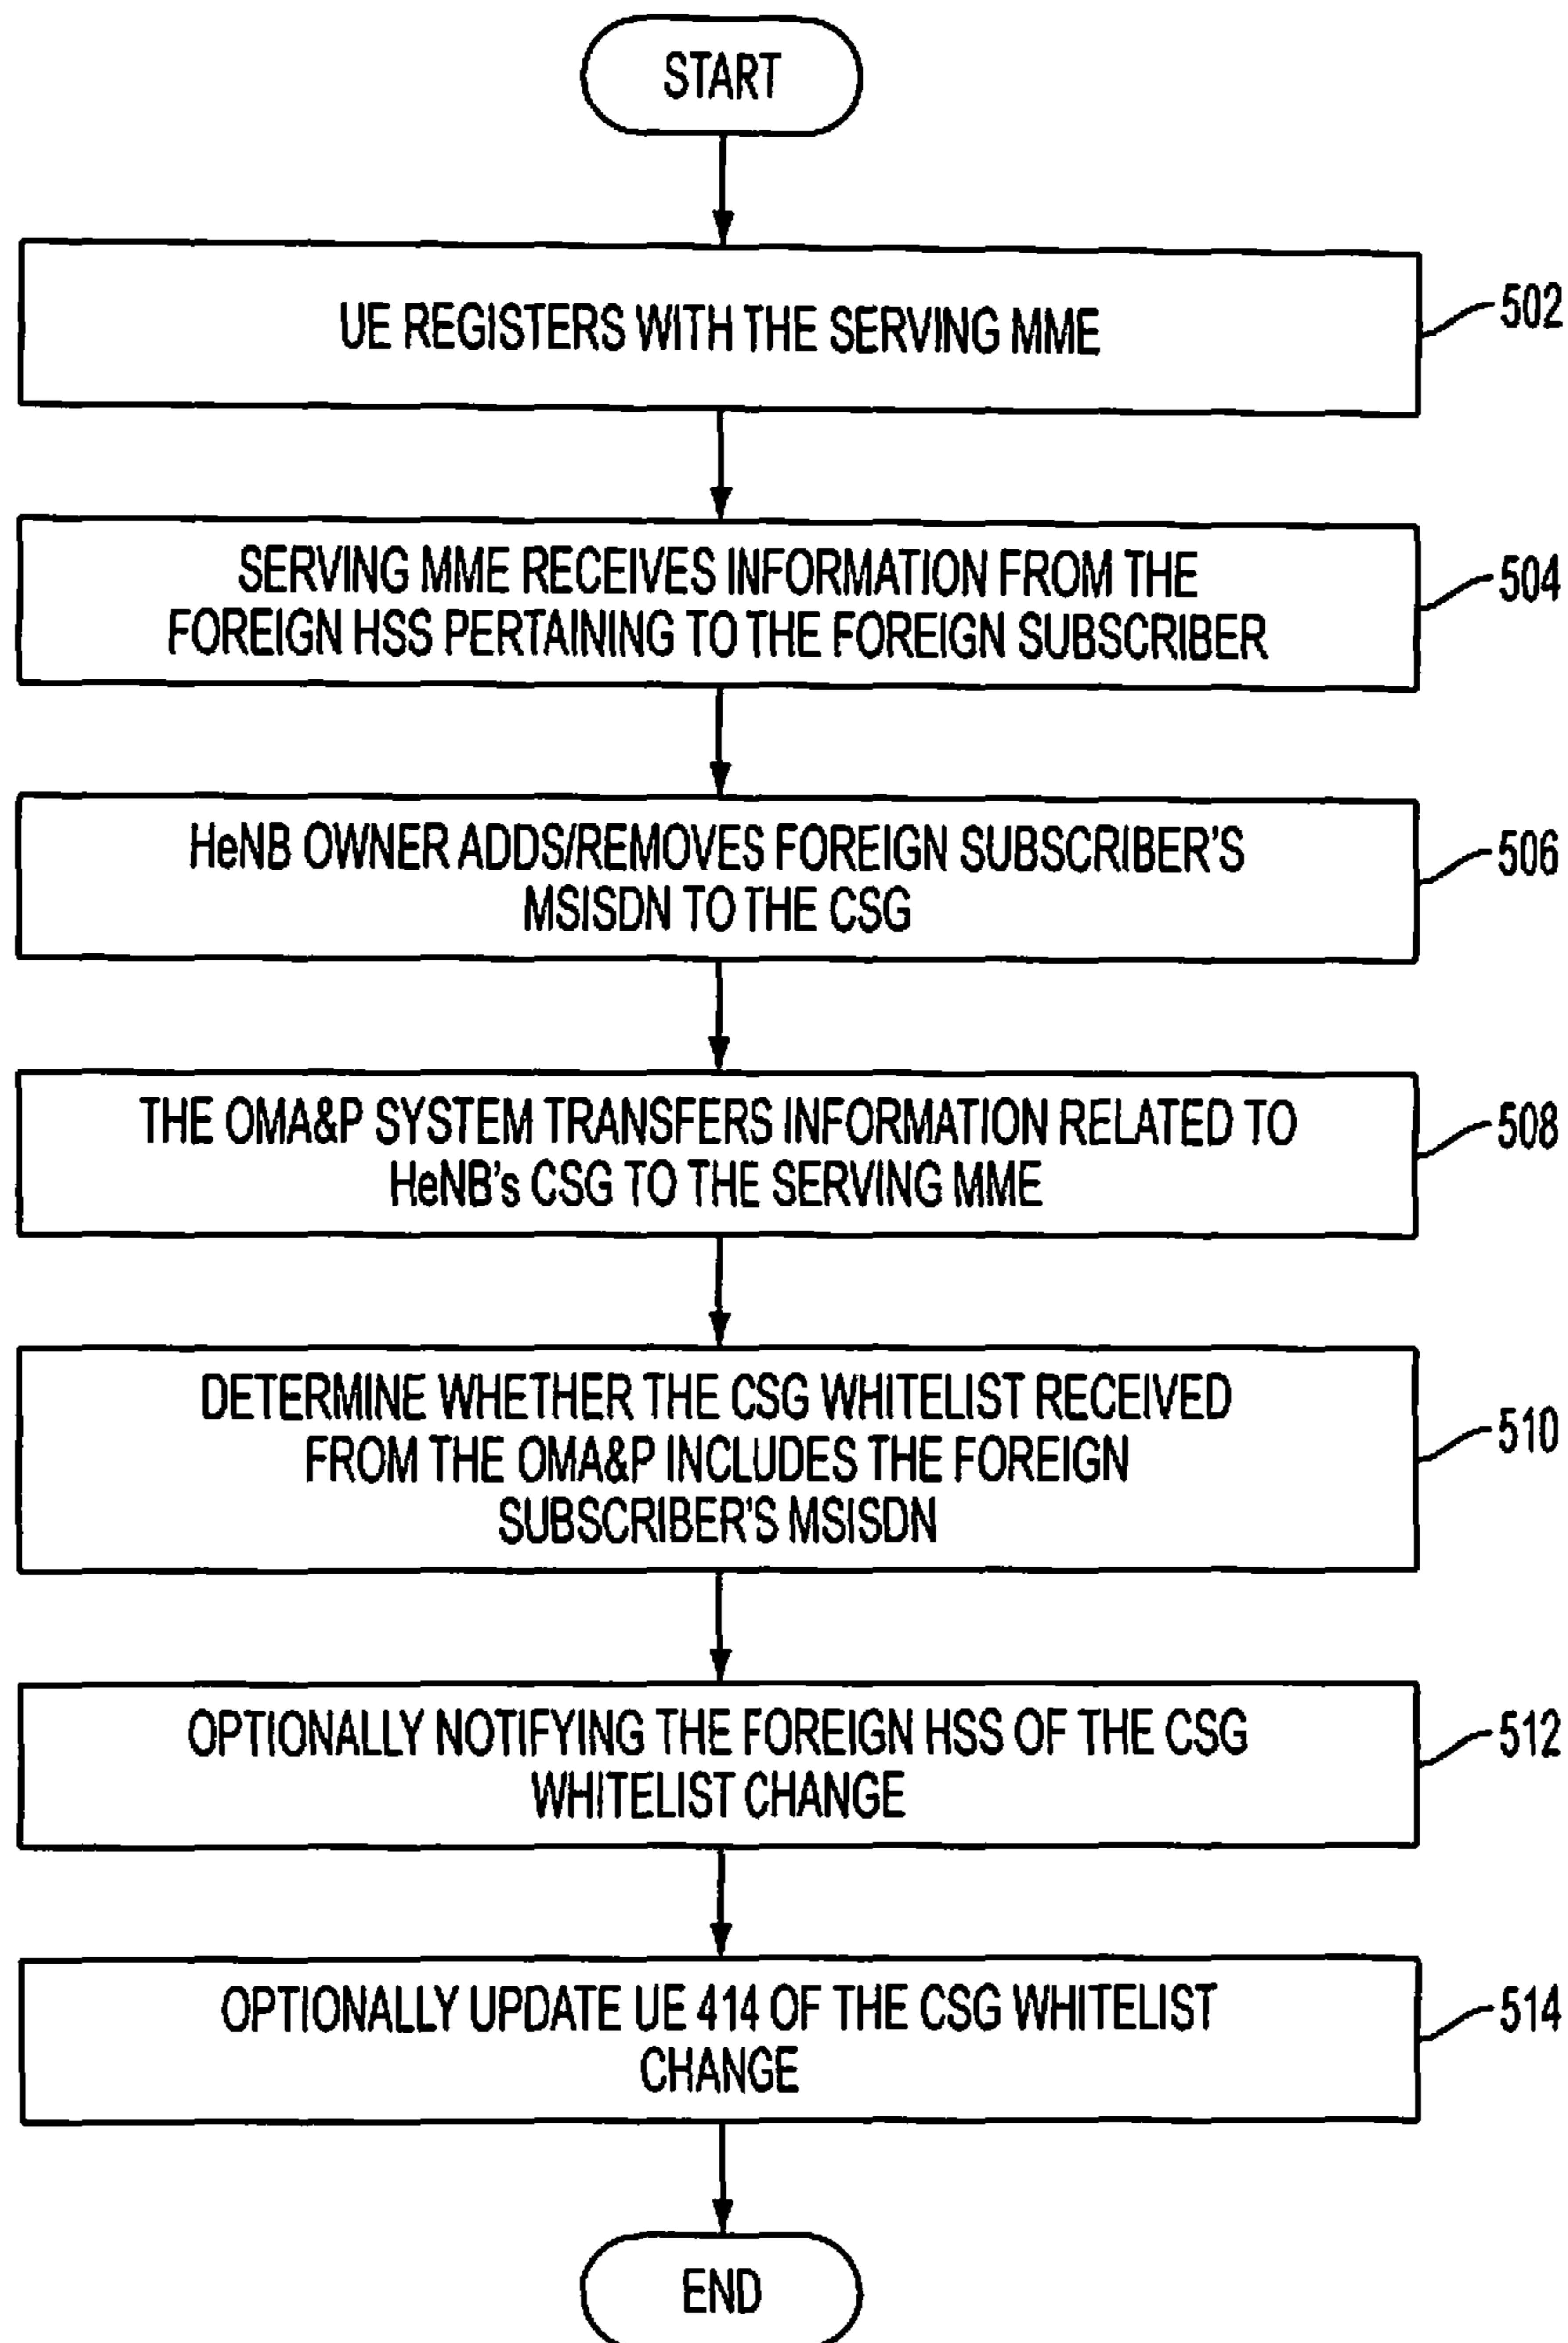 START
UE REGISTERS WITH THE SERVING MME
502
SERVING MME RECEIVES INFORMATION FROM THE
FOREIGN HSS PERTAINING TO THE FOREIGN SUBSCRIBER
504
HeNB OWNER ADDS/REMOVES FOREIGN SUBSCRIBER'S
MSISDN TO THE CSG
506
THE OMA&P SYSTEM TRANSFERS INFORMATION RELATED TO
HeNB's CSG TO THE SERVING MME
508
DETERMINE WHETHER THE CSG WHITELIST RECEIVED
FROM THE OMA&P INCLUDES THE FOREIGN
SUBSCRIBER'S MSISDN
510
OPTIONALLY NOTIFYING THE FOREIGN HSS OF THE CSG
WHITELIST CHANGE
512
OPTIONALLY UPDATE UE 414 OF THE CSG WHITELIST
CHANGE
514
END